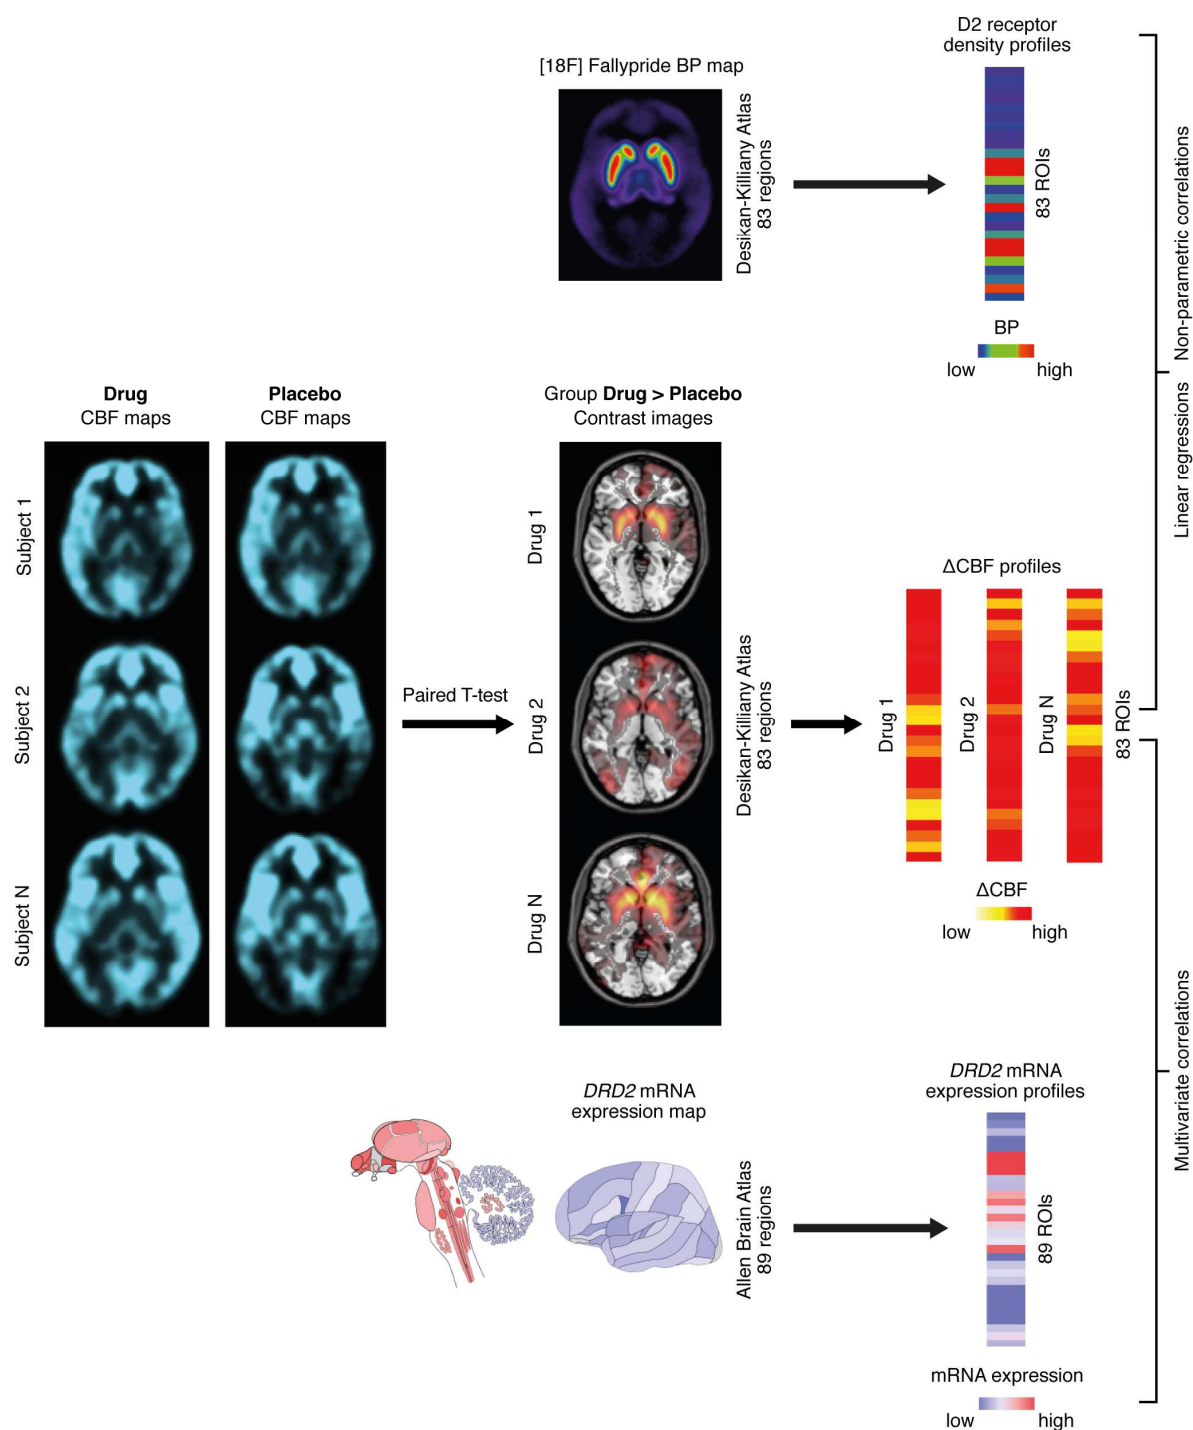 D2 receptor
density profiles
[18F] Fallypride BP map
Desikan-Killiany Atlas
83 regions
83 ROIs
BP
low
high
Non-parametric correlations
Linear regressions
Drug
CBF maps
Placebo
CBF maps
Group Drug > Placebo
Contrast images
Subject 1
Subject 2
Subject N
Paired T-test
Drug 1
Drug 2
Drug N
Desikan-Killiany Atlas
83 regions
ΔCBF profiles
Drug 1
Drug 2
Drug N
83 ROIs
ΔCBF
low
high
Multivariate correlations
DRD2 mRNA
expression map
Allen Brain Atlas
89 regions
DRD2 mRNA
expression profiles
89 ROIs
mRNA expression
low
high